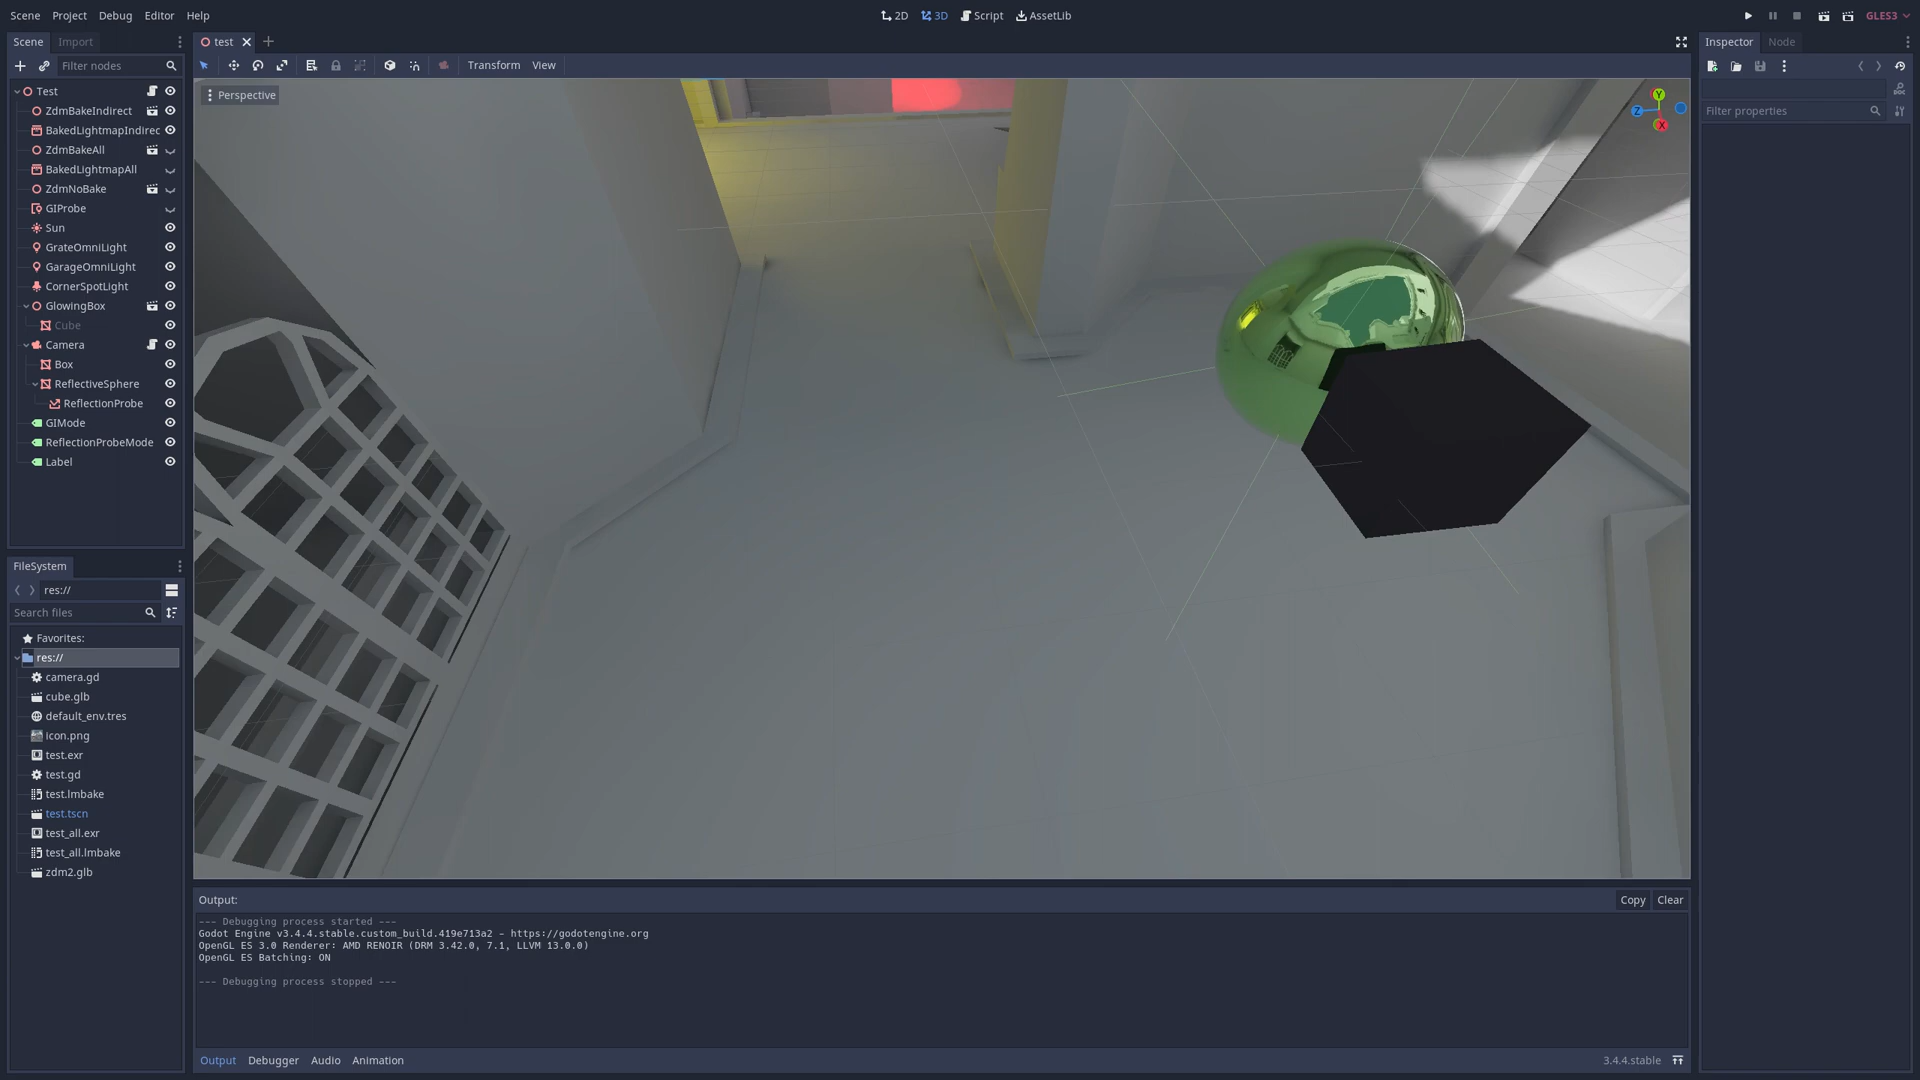 Scene Project Debug Editor Help
2D 3D Script AssetLib
GLES3
Scene Import
Filter nodes
Test
ZdmBakeIndirect
BakedLightmapIndirec
ZdmBakeAll
BakedLightmapAll
ZdmNoBake
GIProbe
Sun
GrateOmniLight
GarageOmniLight
CornerSpotLight
GlowingBox
Cube
Camera
Box
ReflectiveSphere
ReflectionProbe
GIMode
ReflectionProbeMode
Label
FileSystem
res://
Search files
Favorites:
res://
camera.gd
cube.glb
default_env.tres
icon.png
test.exr
test.gd
test.lmbake
test.tscn
test_all.exr
test_all.lmbake
zdm2.glb
test
Transform View
Perspective
Y
Z
X
Output:
Copy Clear
--- Debugging process started ---
Godot Engine v3.4.4.stable.custom_build.419e713a2 - https://godotengine.org
OpenGL ES 3.0 Renderer: AMD RENOIR (DRM 3.42.0, 7.1, LLVM 13.0.0)
OpenGL ES Batching: ON
--- Debugging process stopped ---
Output Debugger Audio Animation
3.4.4.stable
Inspector Node
DOC
Filter properties